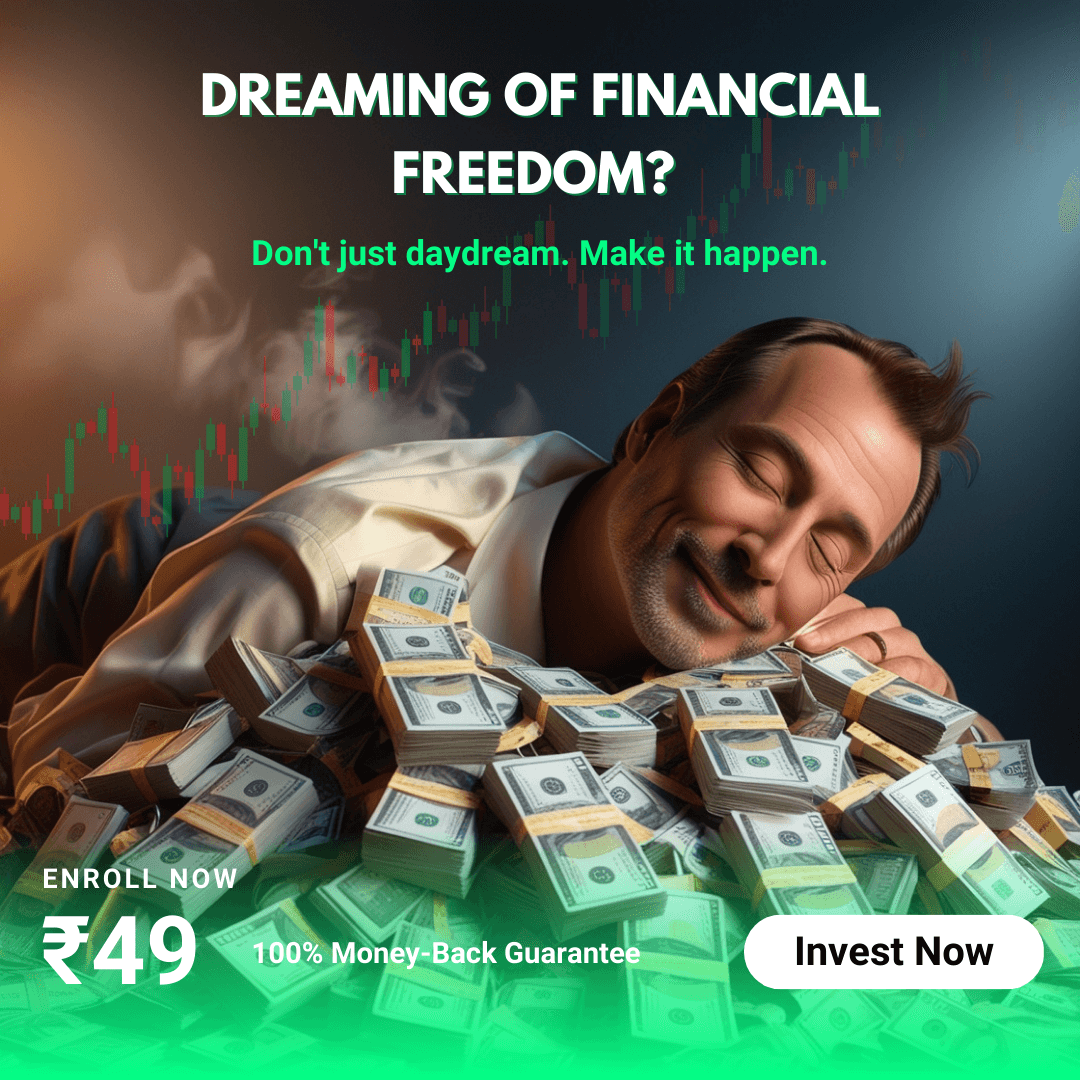 DREAMING OF FINANCIAL
FREEDOM?
Don't just daydream. Make it happen.
ENROLL NOW
₹49
100% Money-Back Guarantee
Invest Now